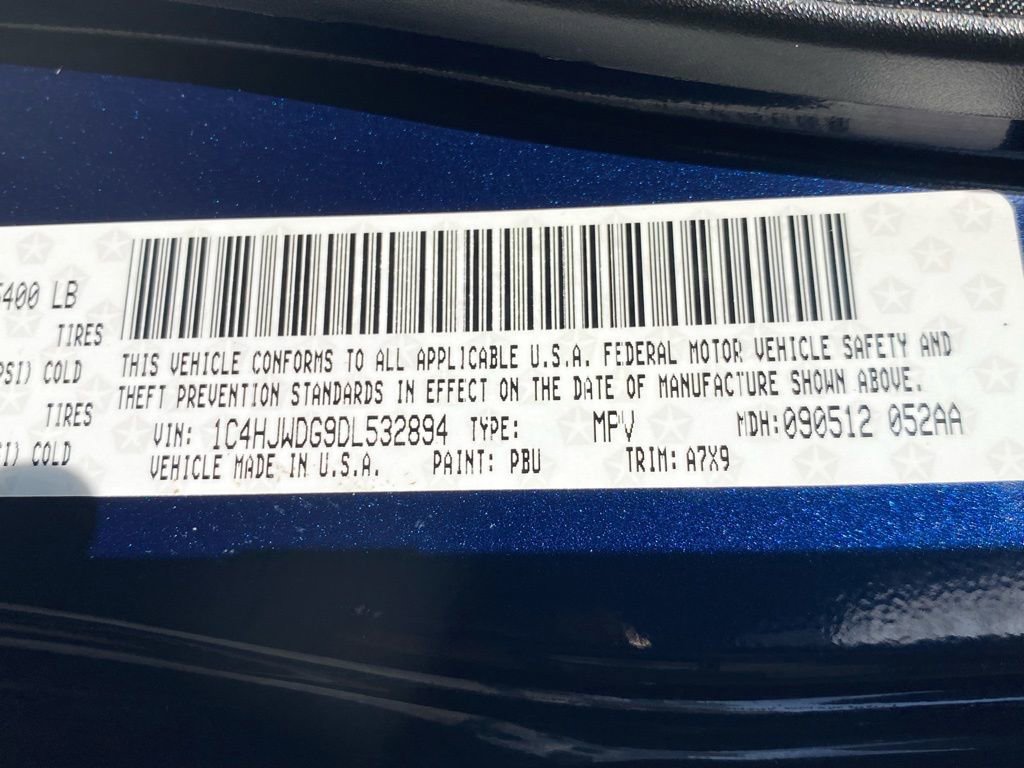 5400 LB
TIRES
PSI) COLD
TIRES
I) COLD
THIS VEHICLE CONFORMS TO ALL APPLICABLE U.S.A. FEDERAL MOTOR VEHICLE SAFETY AND
THEFT PREVENTION STANDARDS IN EFFECT ON THE DATE OF MANUFACTURE SHOWN ABOVE.
VIN: 1C4HJWDG9DL532894 TYPE: MPV MDH:090512 052AA
VEHICLE MADE IN U.S.A. PAINT: PBU TRIM: A7X9